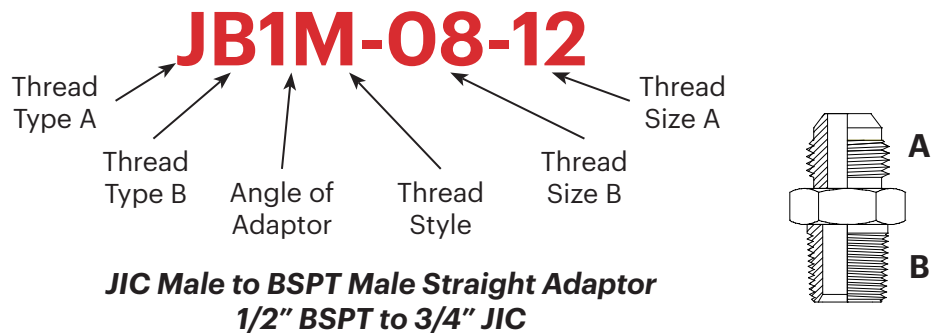 JB1M-08-12
Thread
Type A
Thread
Type B
Angle of
Adaptor
Thread
Style
Thread
Size B
Thread
Size A
JIC Male to BSPT Male Straight Adaptor
1/2” BSPT to 3/4” JIC
A
B